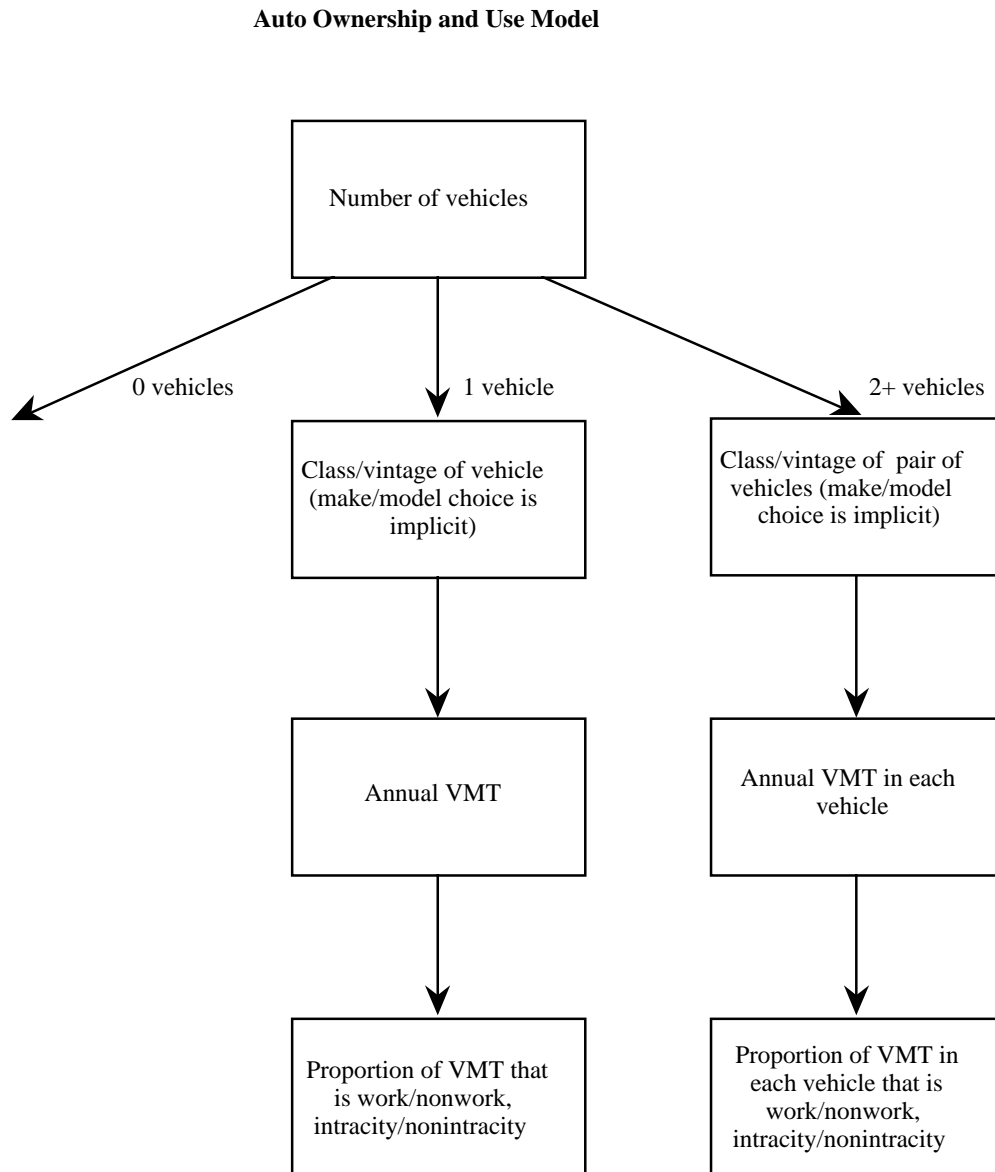 Auto Ownership and Use Model
Number of vehicles
0 vehicles
1 vehicle
2+ vehicles
Class/vintage of vehicle
(make/model choice is
implicit)
Class/vintage of pair of
vehicles (make/model
choice is implicit)
Annual VMT
Annual VMT in each
vehicle
Proportion of VMT that
is work/nonwork,
intracity/nonintracity
Proportion of VMT in
each vehicle that is
work/nonwork,
intracity/nonintracity